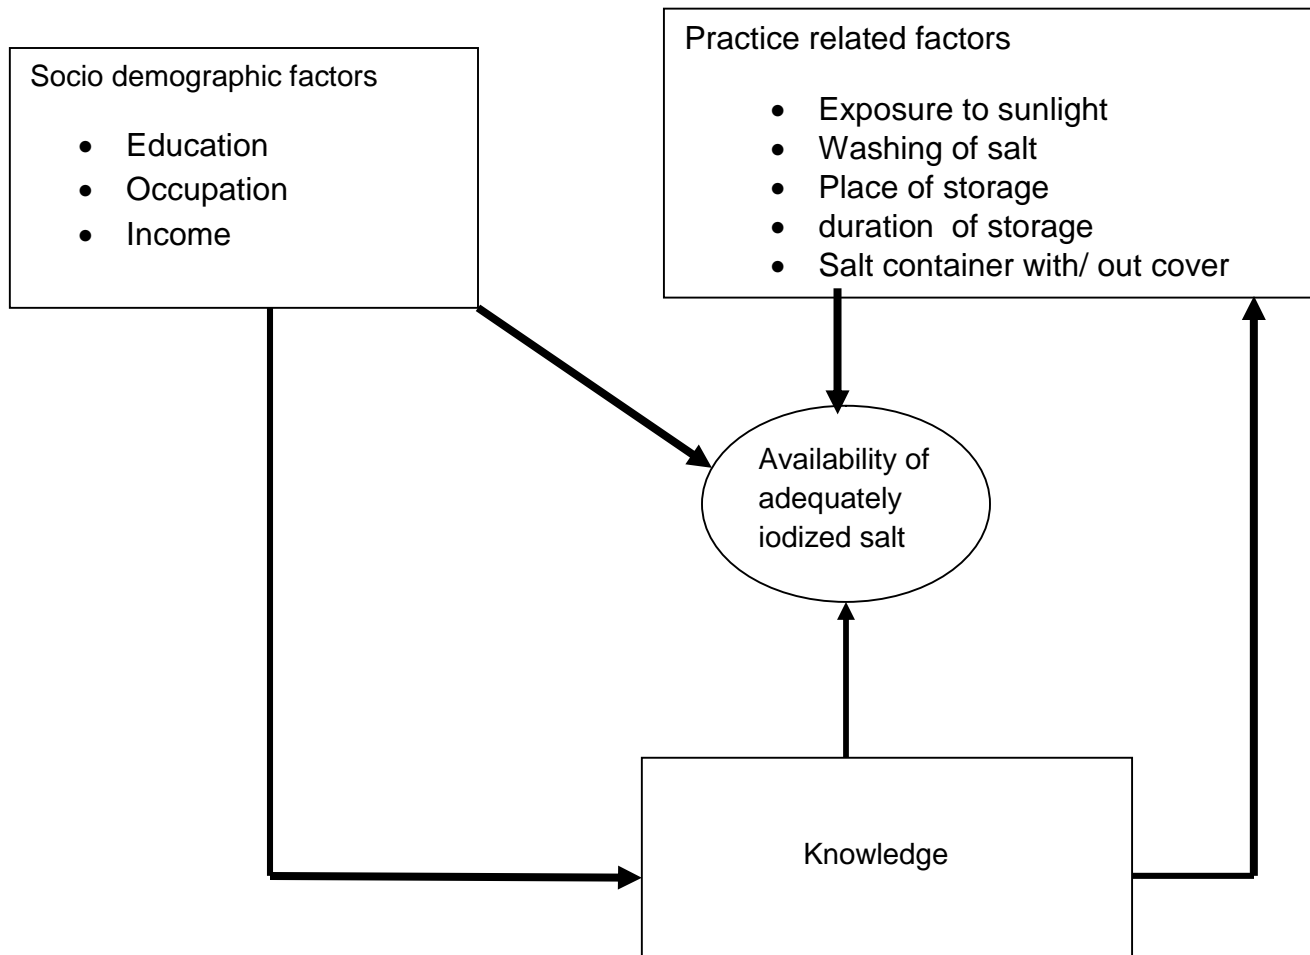 Socio demographic factors
• Education
• Occupation
• Income
Practice related factors
• Exposure to sunlight
• Washing of salt
• Place of storage
• duration of storage
• Salt container with/ out cover
Availability of
adequately
iodized salt
Knowledge